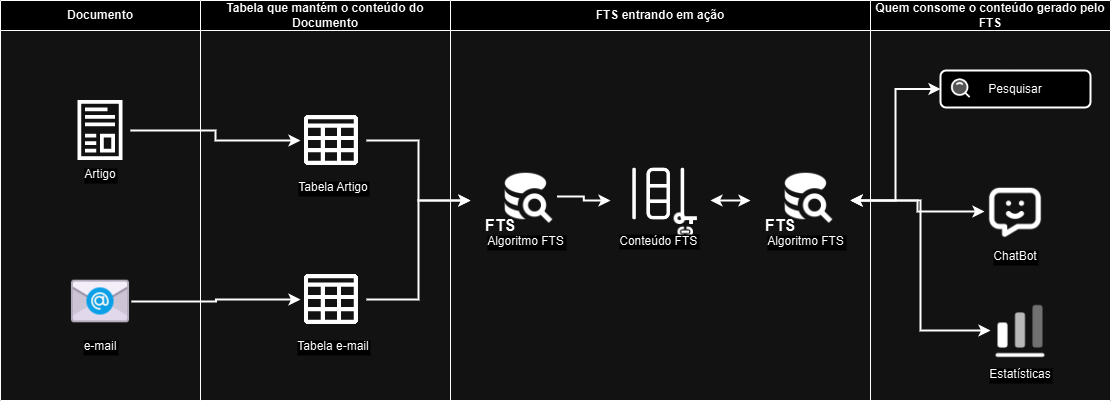 Documento
Tabela que mantém o conteúdo do
Documento
FTS entrando em ação
Quem consome o conteúdo gerado pelo
FTS
Artigo
e-mail
Tabela Artigo
Tabela e-mail
FTS
Algoritmo FTS
Conteúdo FTS
FTS
Algoritmo FTS
Pesquisar
ChatBot
Estatísticas